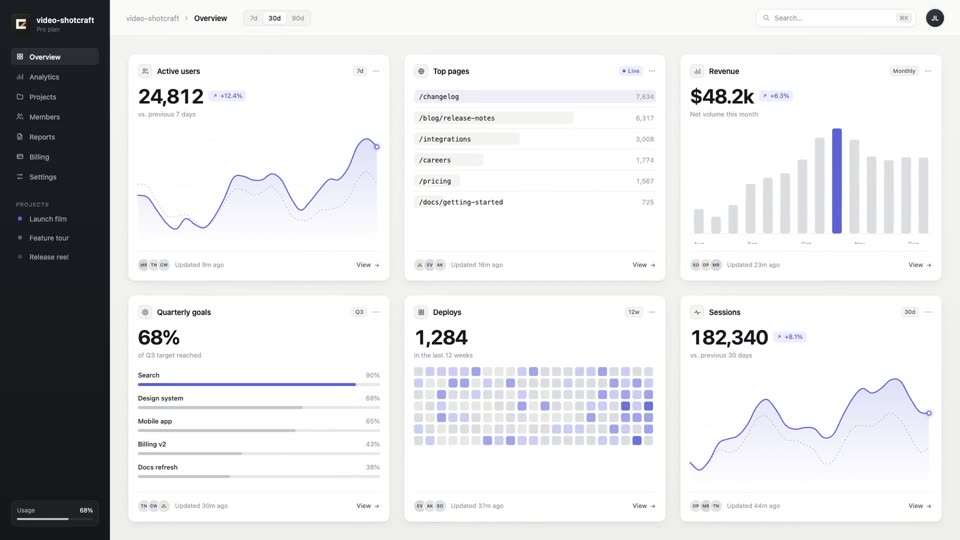 video-shotcraft
Pro plan
Overview
Analytics
Projects
Members
Reports
Billing
Settings
PROJECTS
Launch film
Feature tour
Release reel
Usage 68%
video-shotcraft › Overview
7d 30d 90d
Search... ⌘K
JL
Active users 7d
24,812 ↗ +12.4%
vs. previous 7 days
MR TN CW Updated 9m ago View →
Top pages Live
/changelog 7,634
/blog/release-notes 6,317
/integrations 3,008
/careers 1,774
/pricing 1,567
/docs/getting-started 725
JL EV AK Updated 16m ago View →
Revenue Monthly
$48.2k ↗ +6.3%
Net volume this month
SO DP MR Updated 23m ago View →
Quarterly goals Q3
68%
of Q3 target reached
Search 90%
Design system 68%
Mobile app 65%
Billing v2 43%
Docs refresh 38%
TN CW JL Updated 30m ago View →
Deploys 12w
1,284
in the last 12 weeks
EV AK SO Updated 37m ago View →
Sessions 30d
182,340 ↗ +8.1%
vs. previous 30 days
DP MR TN Updated 44m ago View →